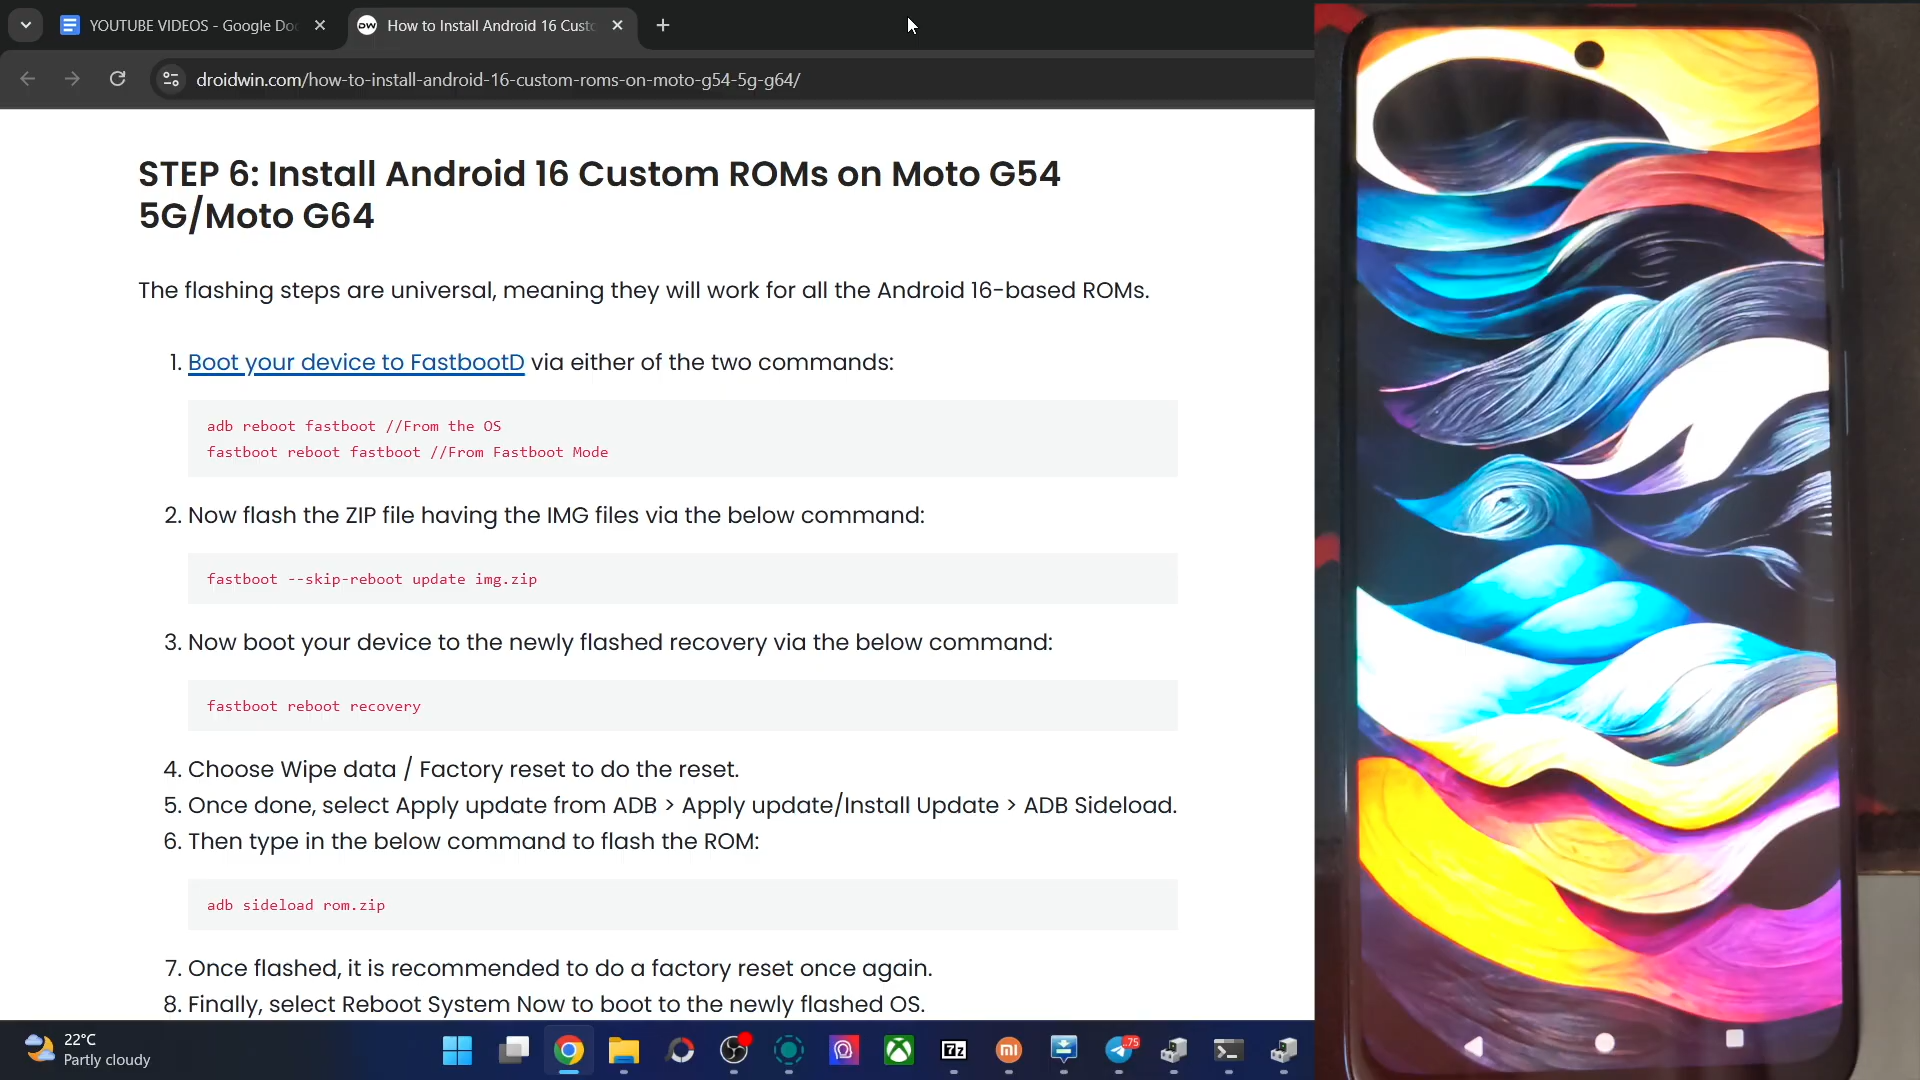 YOUTUBE VIDEOS - Google Do
DW
How to Install Android 16 Cust
droidwin.com/how-to-install-android-16-custom-roms-on-moto-g54-5g-g64/
STEP 6: Install Android 16 Custom ROMs on Moto G54
5G/Moto G64
The flashing steps are universal, meaning they will work for all the Android 16-based ROMs.
1. Boot your device to FastbootD via either of the two commands:
adb reboot fastboot //From the OS
fastboot reboot fastboot //From Fastboot Mode
2. Now flash the ZIP file having the IMG files via the below command:
fastboot --skip-reboot update img.zip
3. Now boot your device to the newly flashed recovery via the below command:
fastboot reboot recovery
4. Choose Wipe data / Factory reset to do the reset.
5. Once done, select Apply update from ADB > Apply update/Install Update > ADB Sideload.
6. Then type in the below command to flash the ROM:
adb sideload rom.zip
7. Once flashed, it is recommended to do a factory reset once again.
8. Finally, select Reboot System Now to boot to the newly flashed OS.
22°C
Partly cloudy
7z
mi
.75